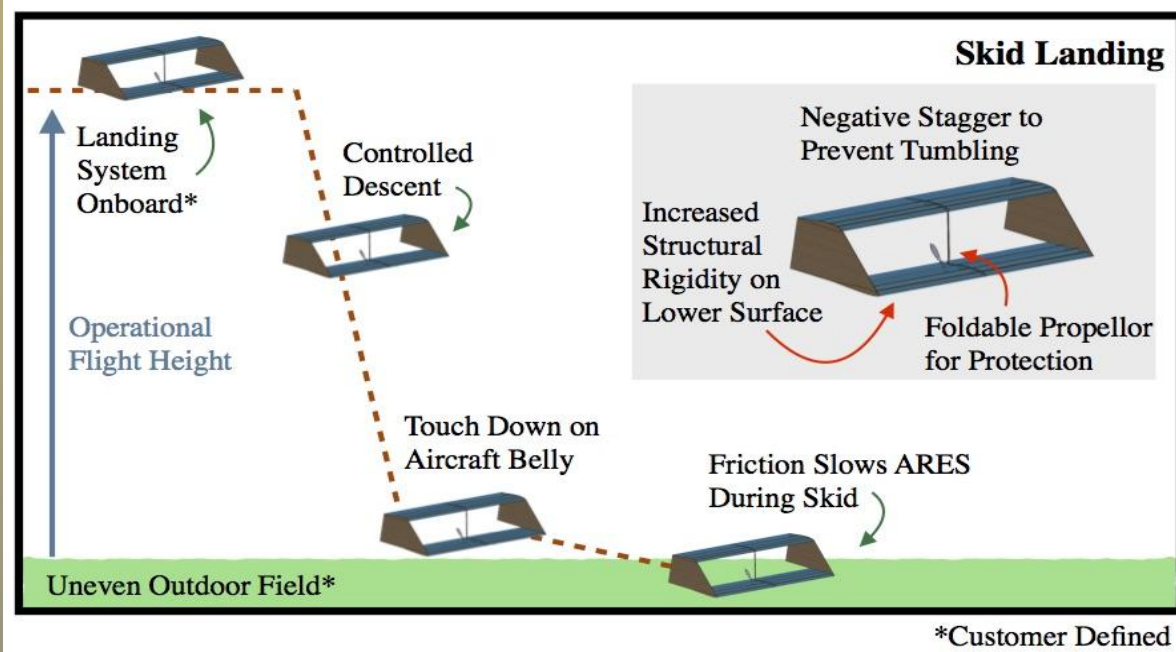 Skid Landing
Landing
System
Onboard*
Controlled
Descent
Operational
Flight Height
Touch Down on
Aircraft Belly
Friction Slows ARES
During Skid
Uneven Outdoor Field*
Negative Stagger to
Prevent Tumbling
Increased
Structural
Rigidity on
Lower Surface
Foldable Propellor
for Protection
*Customer Defined